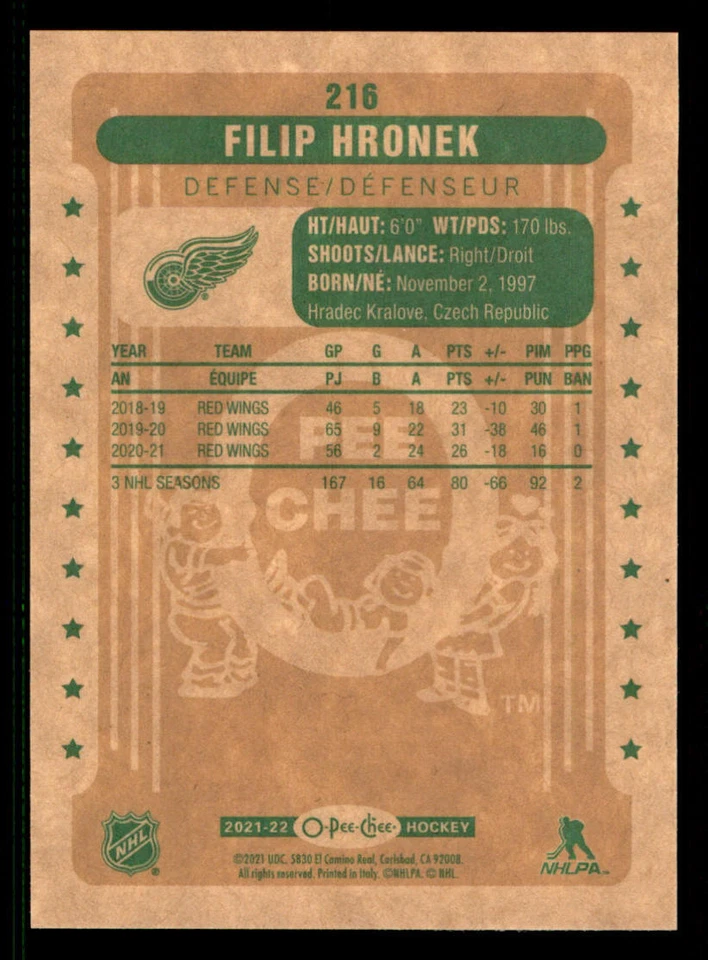 216
FILIP HRONEK
DEFENSE/DÉFENSEUR
HT/HAUT: 6'0" WT/PDS: 170 lbs.
SHOOTS/LANCE: Right/Droit
BORN/NÉ: November 2, 1997
Hradec Kralove, Czech Republic
YEAR TEAM GP G A PTS +/- PIM PPG
AN ÉQUIPE PJ B A PTS +/- PUN BAN
2018-19 RED WINGS 46 5 18 23 -10 30 1
2019-20 RED WINGS 65 9 22 31 -38 46 1
2020-21 RED WINGS 56 2 24 26 -18 16 0
3 NHL SEASONS 167 16 64 80 -66 92 2
PEE
CHEE
TM
2021-22 O-Pee-Chee HOCKEY
NHL ®
NHLPA™
©2021 UDC. 5830 El Camino Real, Carlsbad, CA 92008.
All rights reserved. Printed in Italy. ©NHLPA. © NHL.